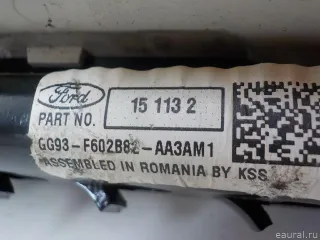 Ford
15 113 2
PART NO.
GG93-F602B82-AA3AM1
ASSEMBLED IN ROMANIA BY KSS
eaural.ru